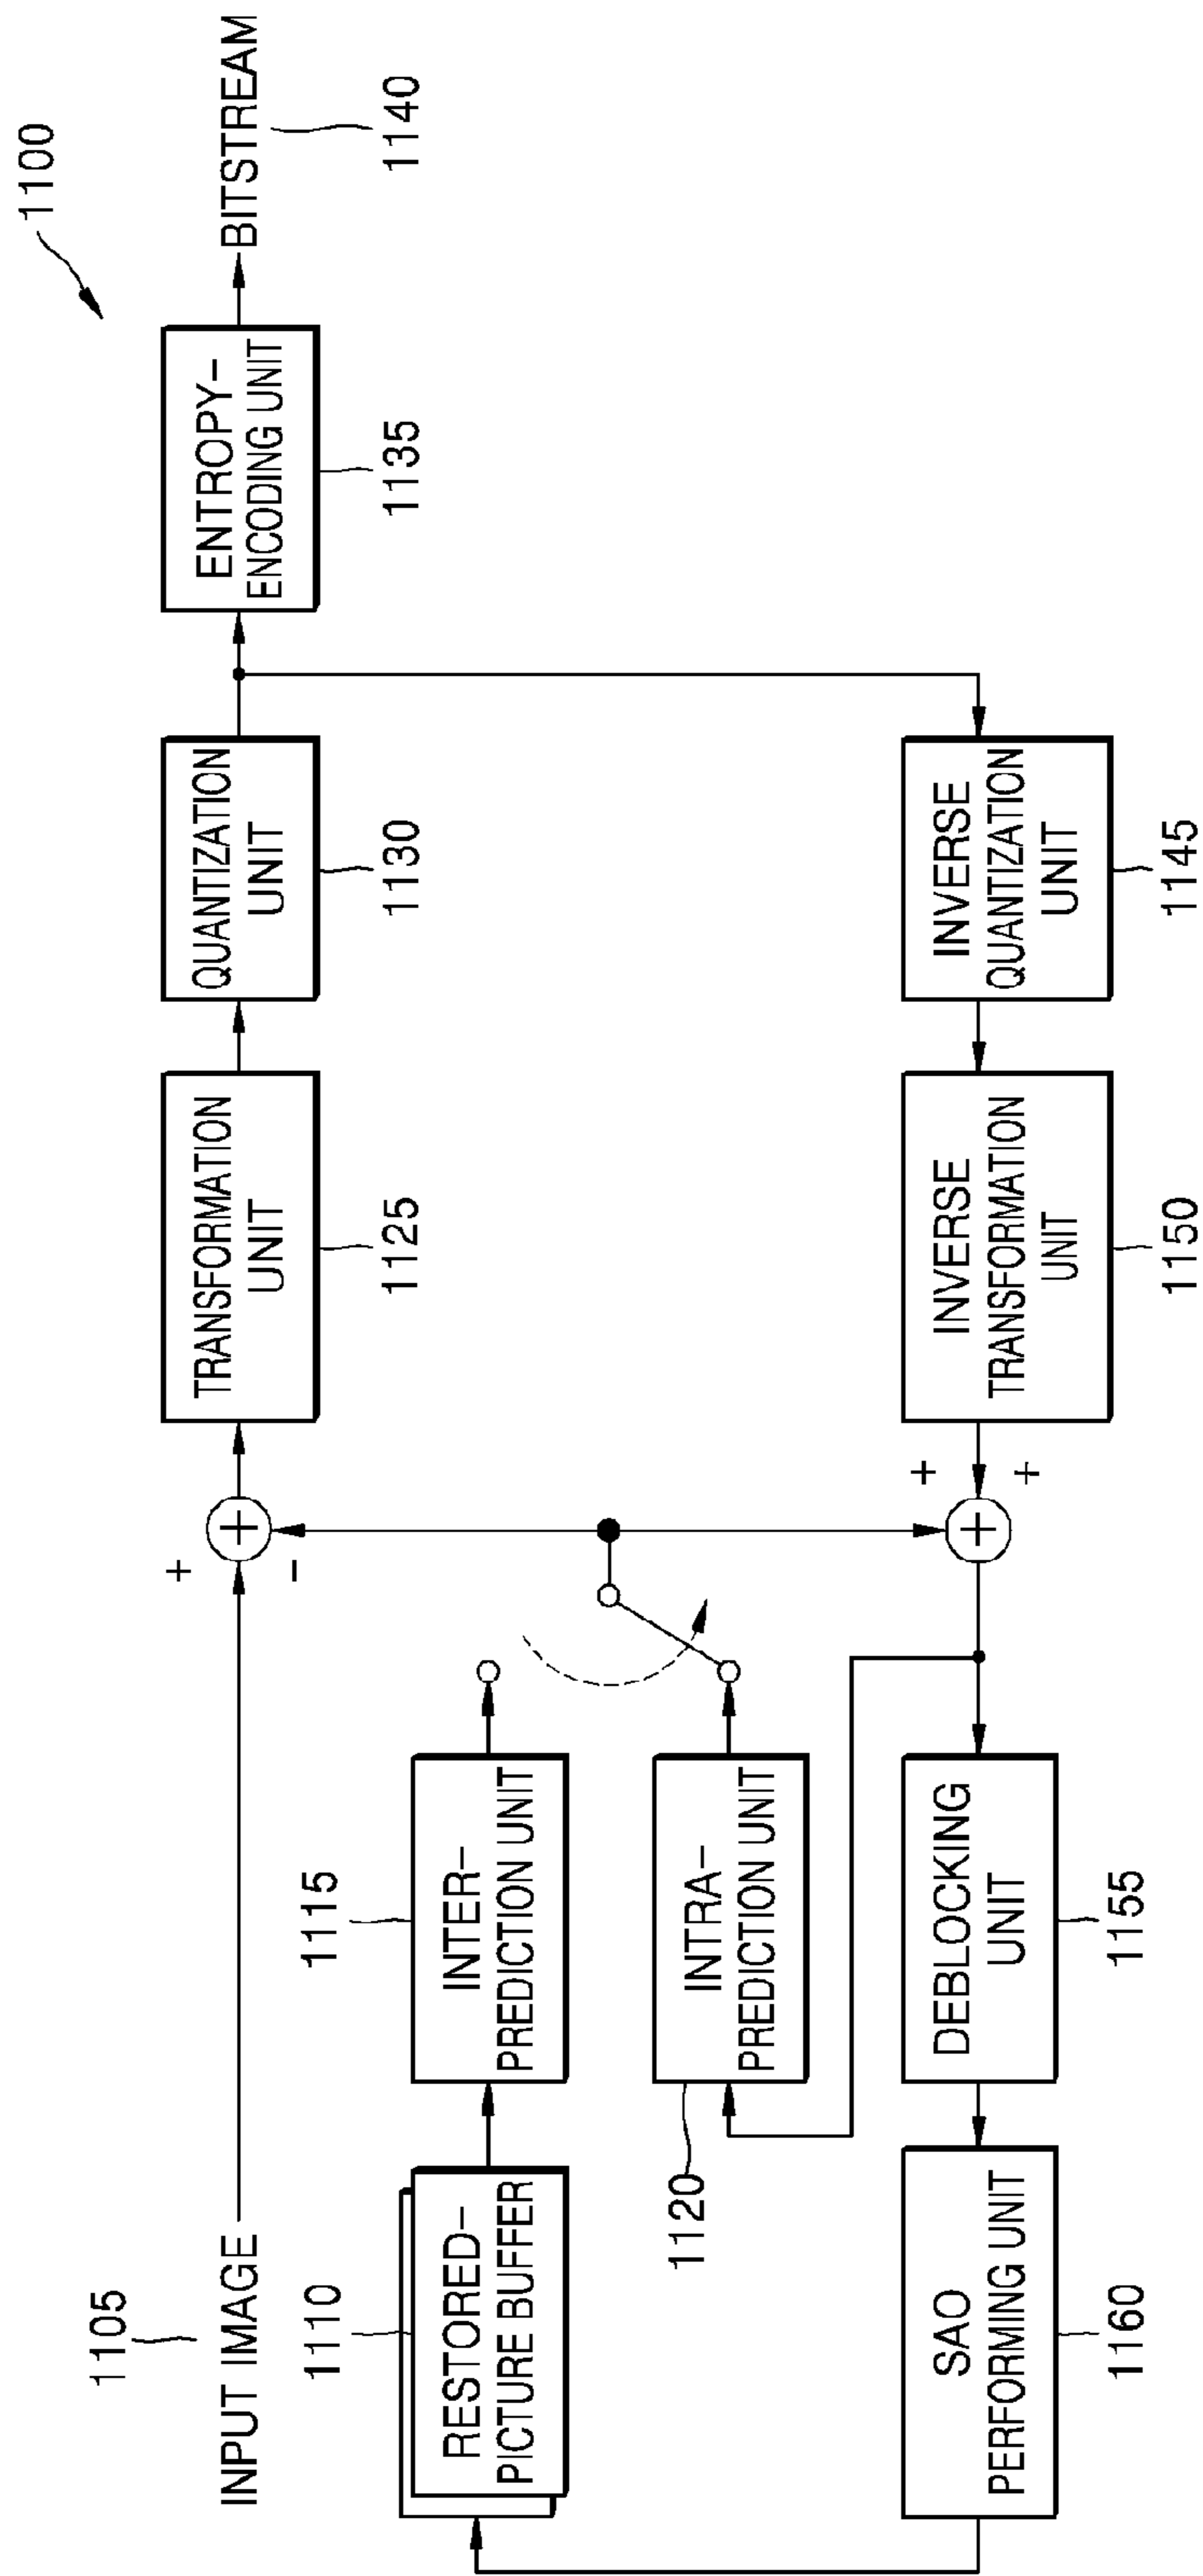 1100
1105
INPUT IMAGE
+
-
+
TRANSFORMATION
UNIT
1125
QUANTIZATION
UNIT
1130
ENTROPY-
ENCODING UNIT
1135
BITSTREAM
1140
1110
RESTORED-
PICTURE BUFFER
1115
INTER-
PREDICTION UNIT
1120
INTRA-
PREDICTION UNIT
SAO
PERFORMING UNIT
1160
DEBLOCKING
UNIT
1155
+
+
+
INVERSE
TRANSFORMATION
UNIT
1150
INVERSE
QUANTIZATION
UNIT
1145